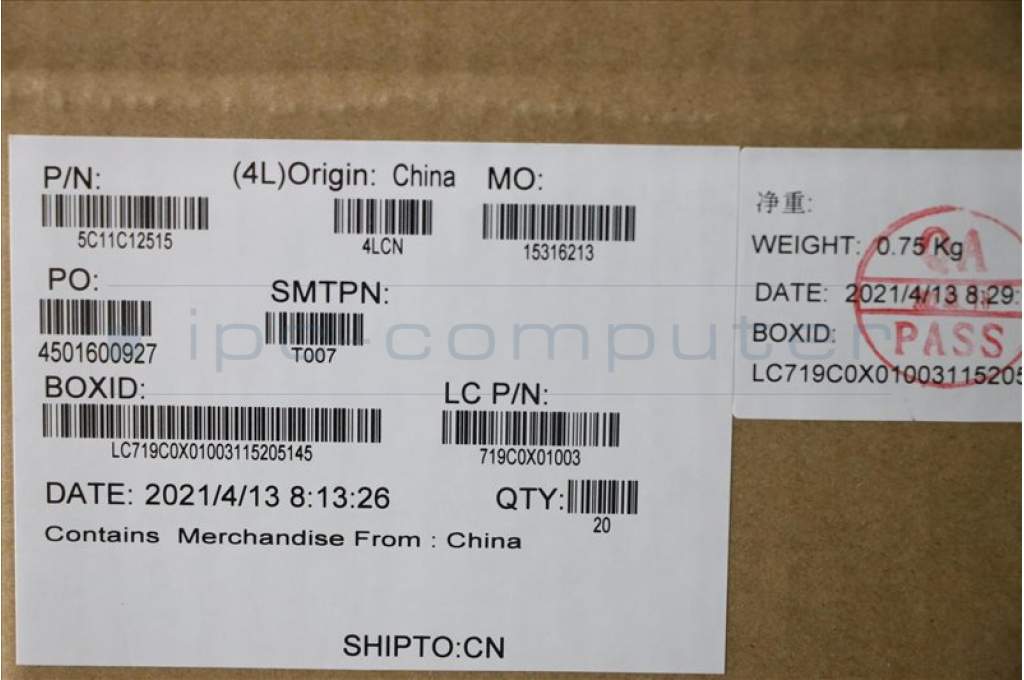 P/N: (4L)Origin: China MO:
5C11C12515 4LCN 15316213
PO: SMTPN:
4501600927 T007
BOXID: LC P/N:
LC719C0X01003115205145 719C0X01003
DATE: 2021/4/13 8:13:26 QTY:
20
Contains Merchandise From : China
SHIPTO:CN
净重:
WEIGHT: 0.75 Kg
DATE: 2021/4/13 8:29:
BOXID:
LC719C0X01003115205
QA
PASS
ipc-computer